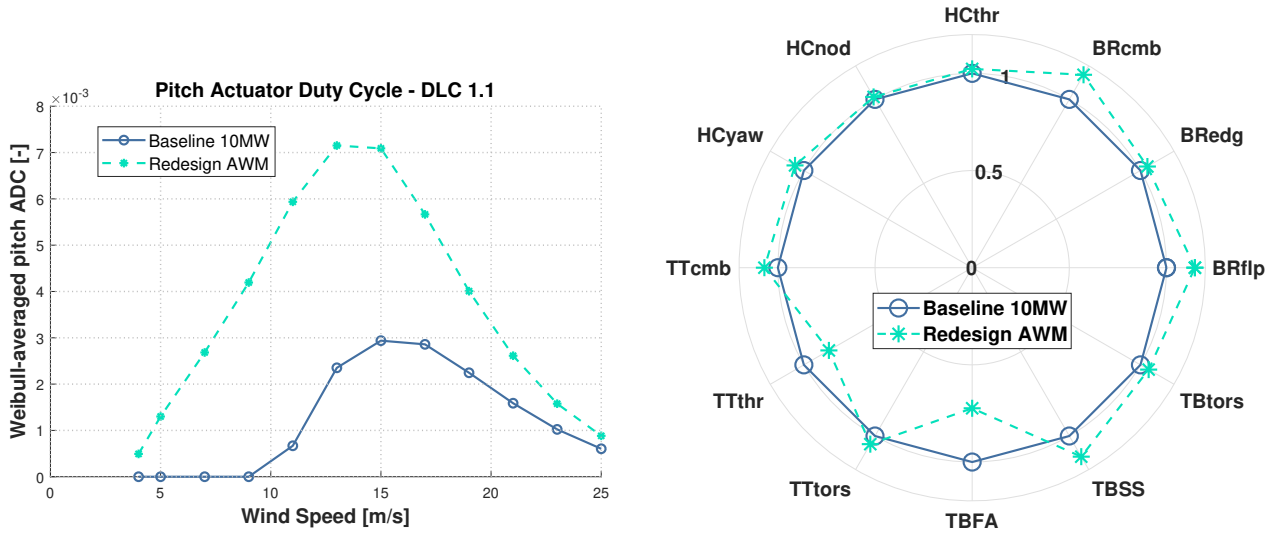 Pitch Actuator Duty Cycle - DLC 1.1
×10⁻³
Weibull-averaged pitch ADC [-]
8
7
6
5
4
3
2
1
0
Baseline 10MW
Redesign AWM
0 5 10 15 20 25
Wind Speed [m/s]
HCthr
HCnod
BRcmb
1
HCyaw
BRedg
0.5
TTcmb
0
BRflp
Baseline 10MW
Redesign AWM
TTthr
TBtors
TTtors
TBSS
TBFA